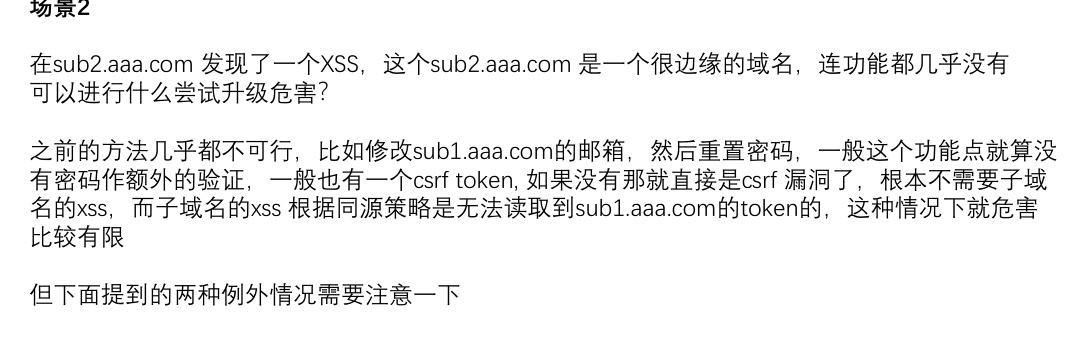 场景2
在sub2.aaa.com 发现了一个XSS，这个sub2.aaa.com 是一个很边缘的域名，连功能都几乎没有
可以进行什么尝试升级危害？
之前的方法几乎都不可行，比如修改sub1.aaa.com的邮箱，然后重置密码，一般这个功能点就算没
有密码作额外的验证，一般也有一个csrf token, 如果没有那就直接是csrf 漏洞了，根本不需要子域
名的xss，而子域名的xss 根据同源策略是无法读取到sub1.aaa.com的token的，这种情况下就危害
比较有限
但下面提到的两种例外情况需要注意一下